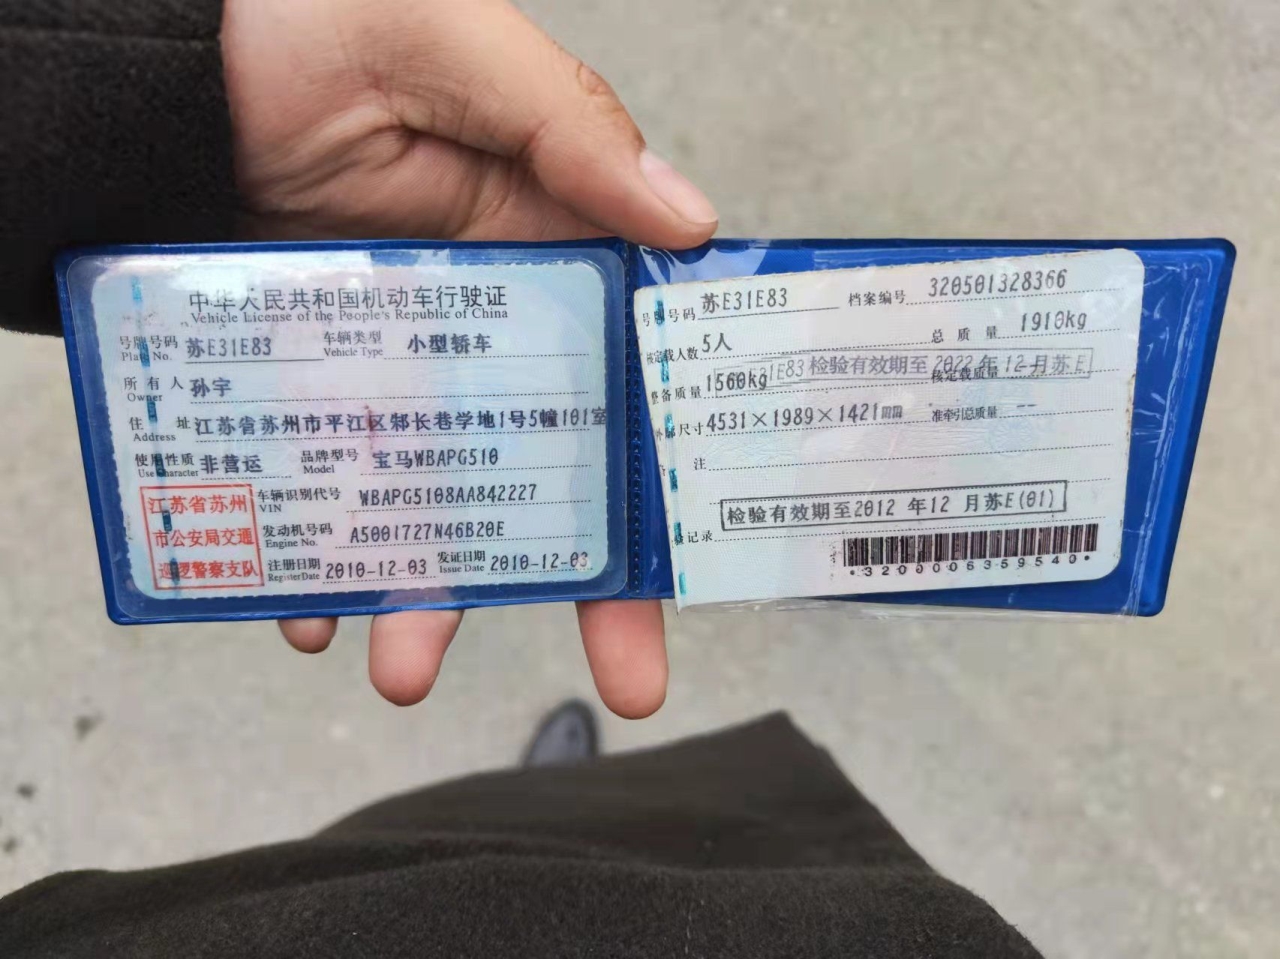 中华人民共和国机动车行驶证
Vehicle License of the People's Republic of China
号牌号码 苏E31E83 车辆类型 小型轿车
Plate No. Vehicle Type
所有人 孙宇
Owner
住址 江苏省苏州市平江区邾长巷学地1号5幢101室
Address
使用性质 非营运 品牌型号 宝马WBAPG510
Use Character Model
江苏省苏州
市公安局交通
巡逻警察支队
车辆识别代号 WBAPG5108AA842227
VIN
发动机号码 A5001727N46B20E
Engine No.
注册日期 2010-12-03 发证日期 2010-12-03
Register Date Issue Date
号牌号码 苏E31E83 档案编号 320501328366
核定载人数 5人 总质量 1910kg
苏E31E83 检验有效期至 2022 年 12 月苏E
整备质量 1560kg 核定载质量 --
外廓尺寸 4531×1989×1421mm 准牵引总质量 --
注
检验有效期至2012 年12 月苏E(01)
记录
*3200006359540*